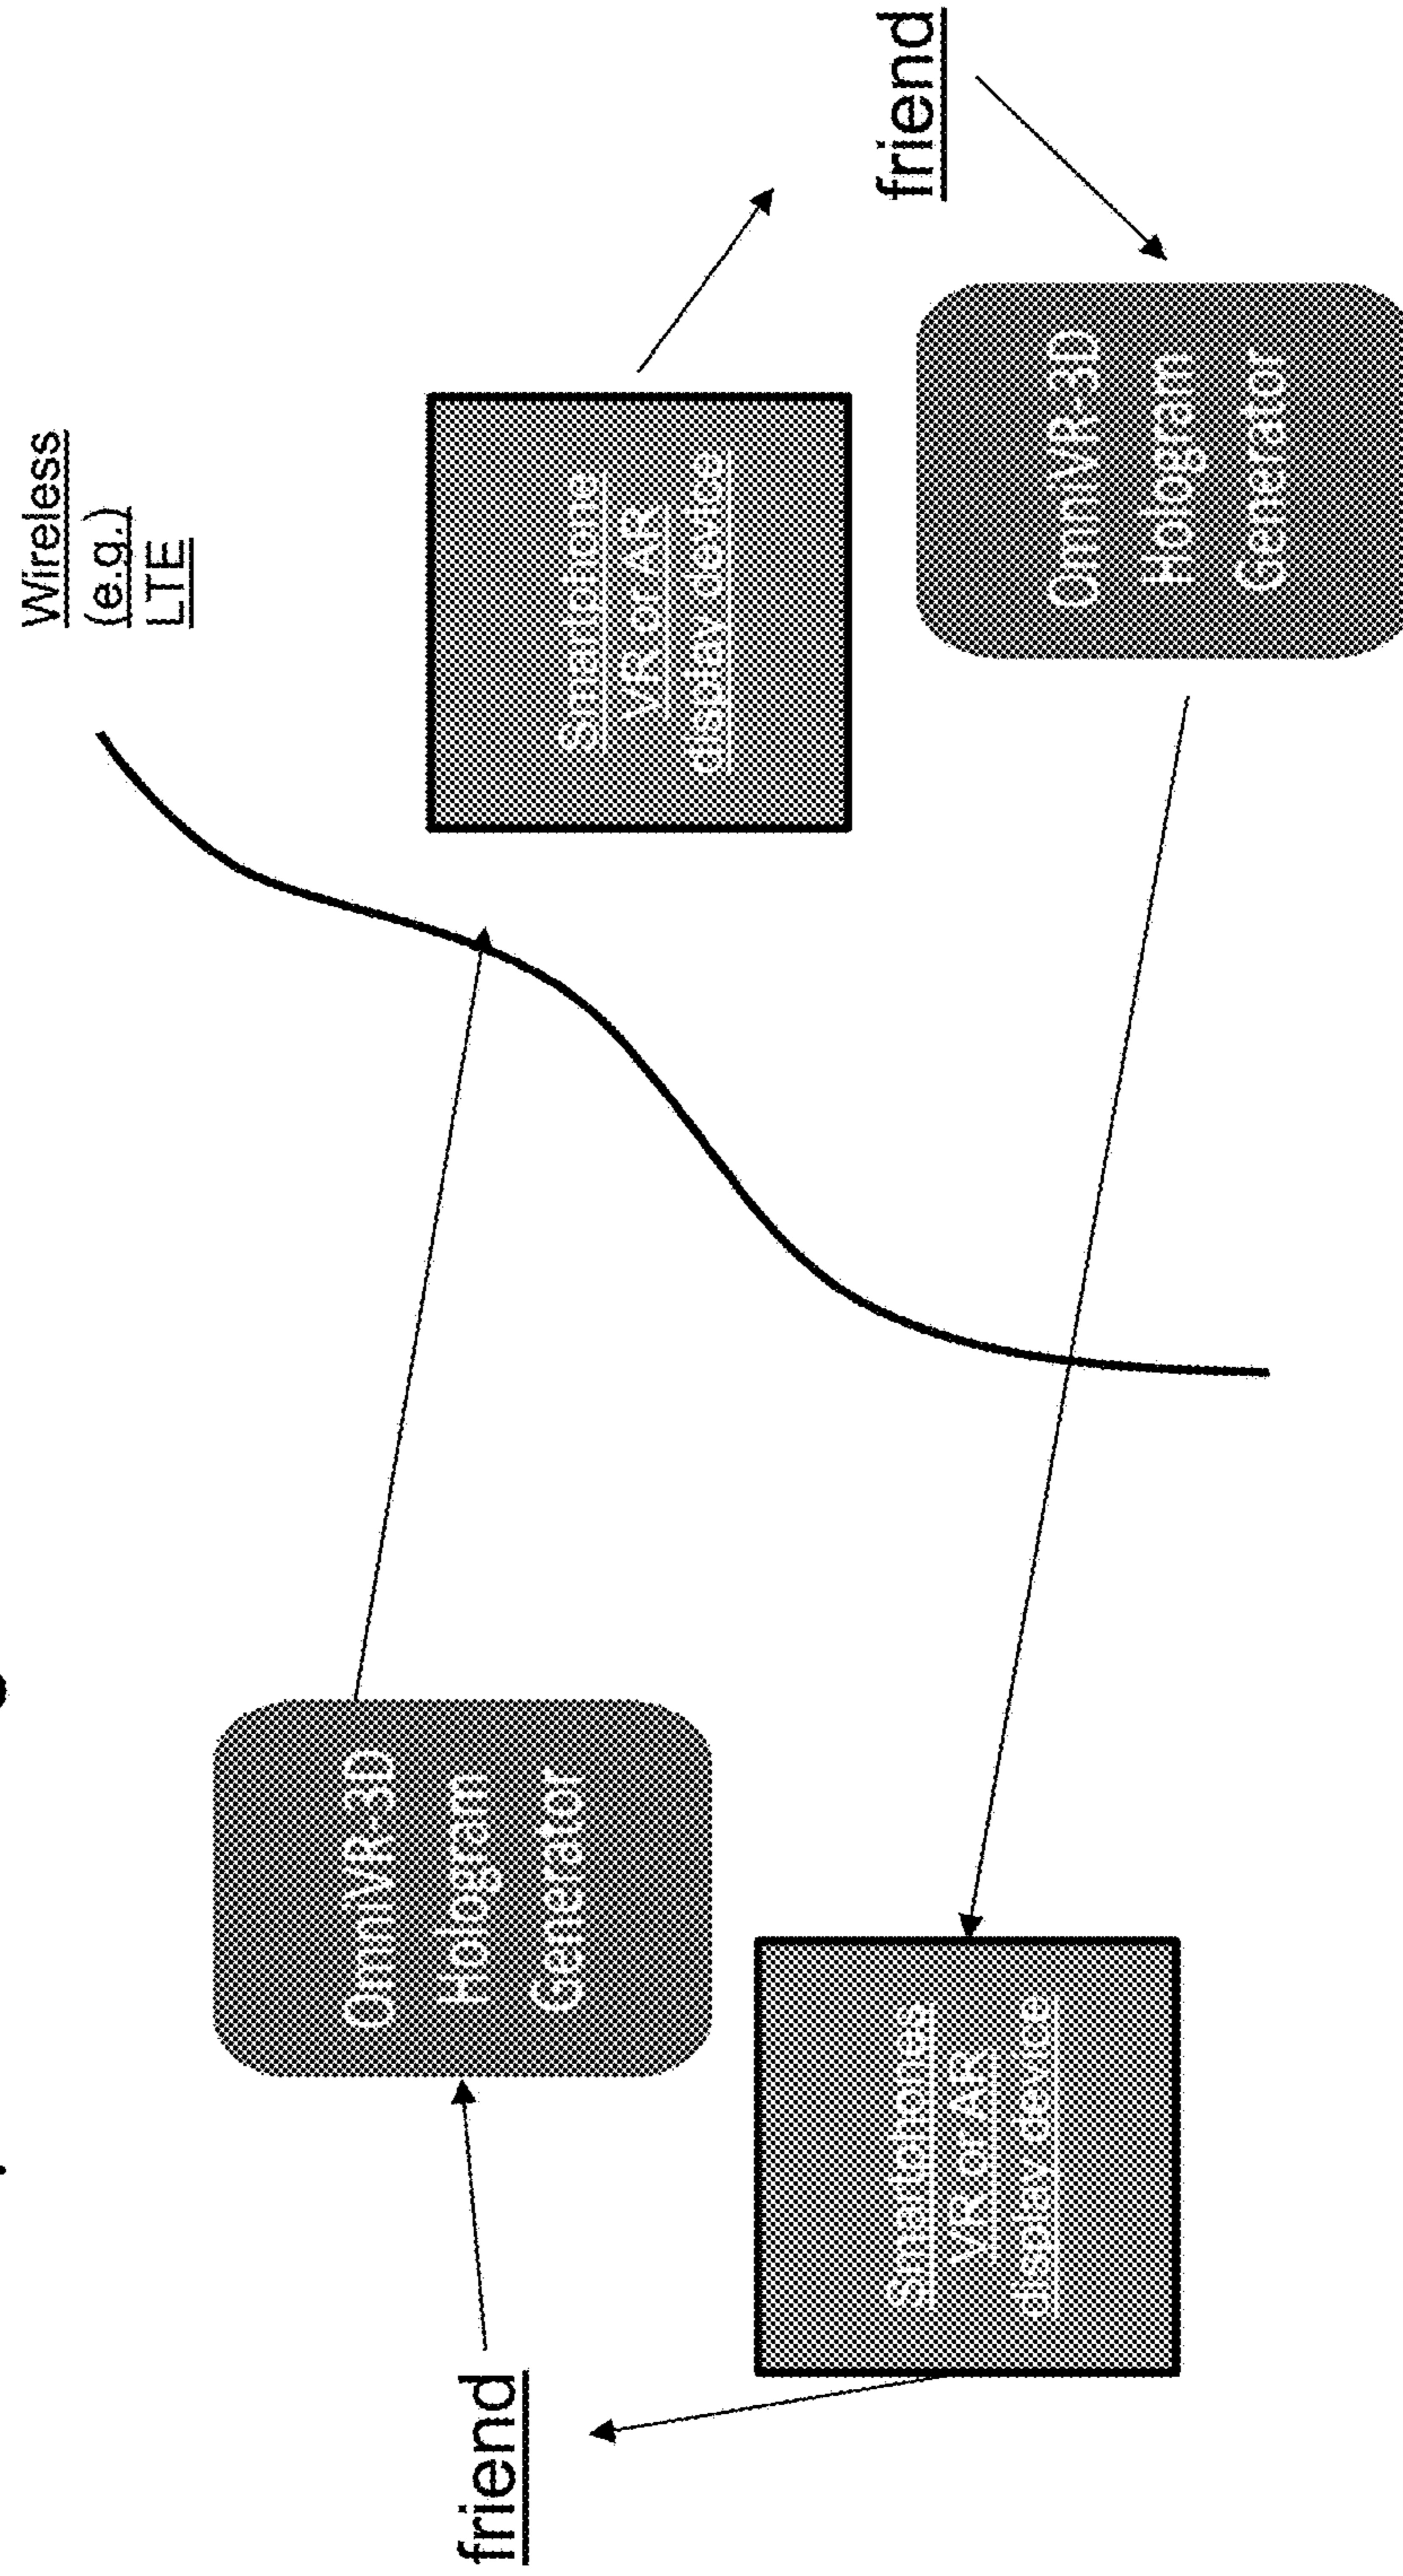 Wireless
(e.g.)
LTE
OmniVR-3D
Hologram
Generator
friend
Smartphone
VR or AR
display device
friend
Smartphones
VR or AR
display device
OmniVR-3D
Hologram
Generator